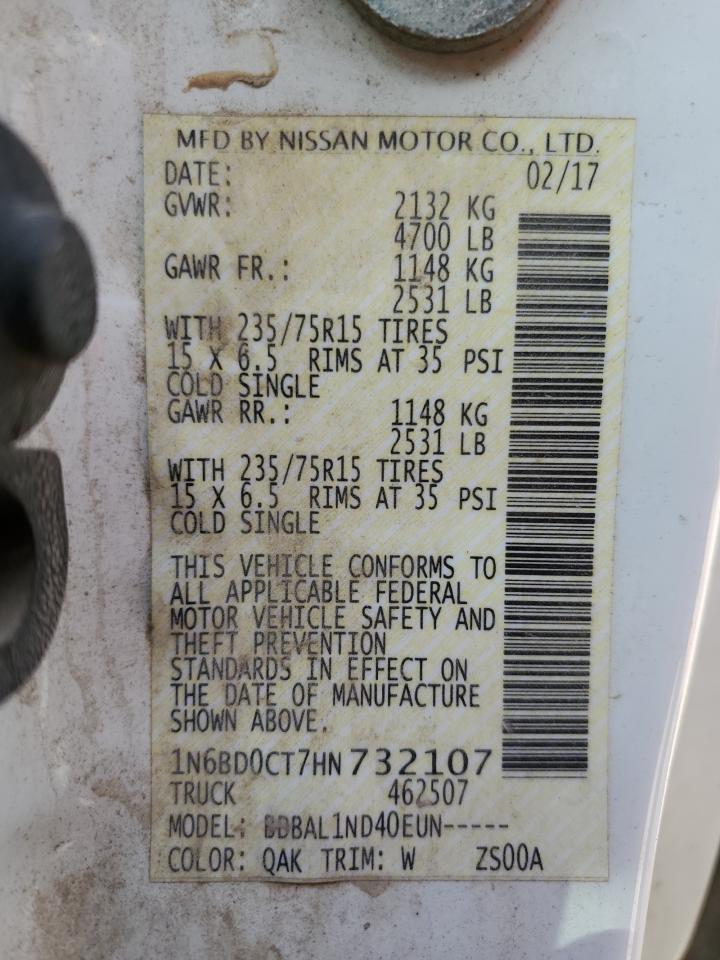 MFD BY NISSAN MOTOR CO., LTD.
DATE: 02/17
GVWR: 2132 KG
4700 LB
GAWR FR.: 1148 KG
2531 LB
WITH 235/75R15 TIRES
15 X 6.5 RIMS AT 35 PSI
COLD SINGLE
GAWR RR.: 1148 KG
2531 LB
WITH 235/75R15 TIRES
15 X 6.5 RIMS AT 35 PSI
COLD SINGLE
THIS VEHICLE CONFORMS TO
ALL APPLICABLE FEDERAL
MOTOR VEHICLE SAFETY AND
THEFT PREVENTION
STANDARDS IN EFFECT ON
THE DATE OF MANUFACTURE
SHOWN ABOVE.
1N6BD0CT7HN732107
TRUCK 462507
MODEL: BDBAL1ND40EUN-----
COLOR: QAK TRIM: W ZS00A